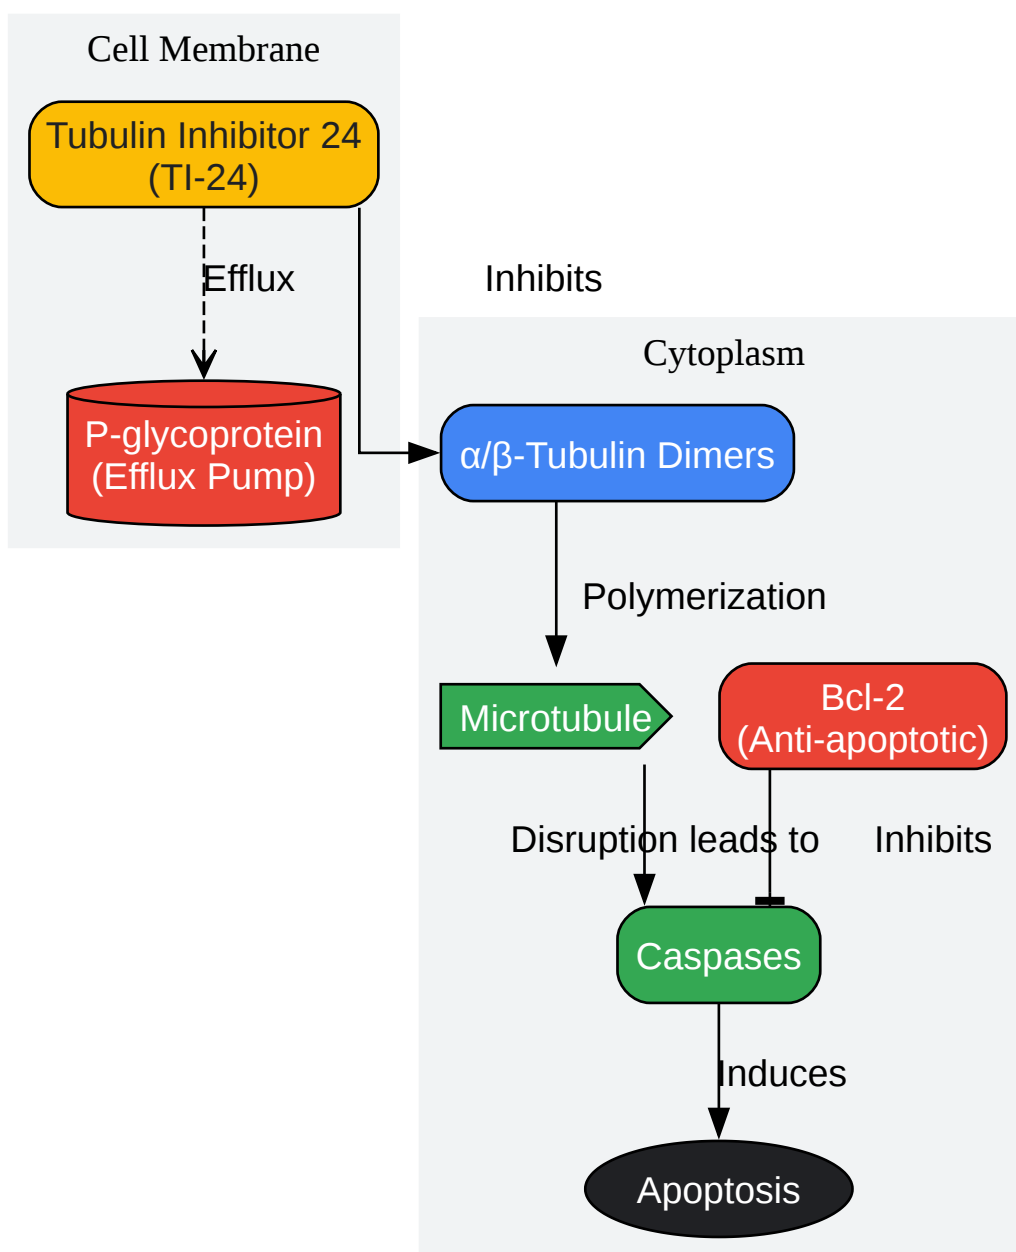 Cell Membrane
Tubulin Inhibitor 24
(TI-24)
Efflux
Inhibits
P-glycoprotein
(Efflux Pump)
Cytoplasm
α/β-Tubulin Dimers
Polymerization
Microtubule
Bcl-2
(Anti-apoptotic)
Disruption leads to
Inhibits
Caspases
Induces
Apoptosis